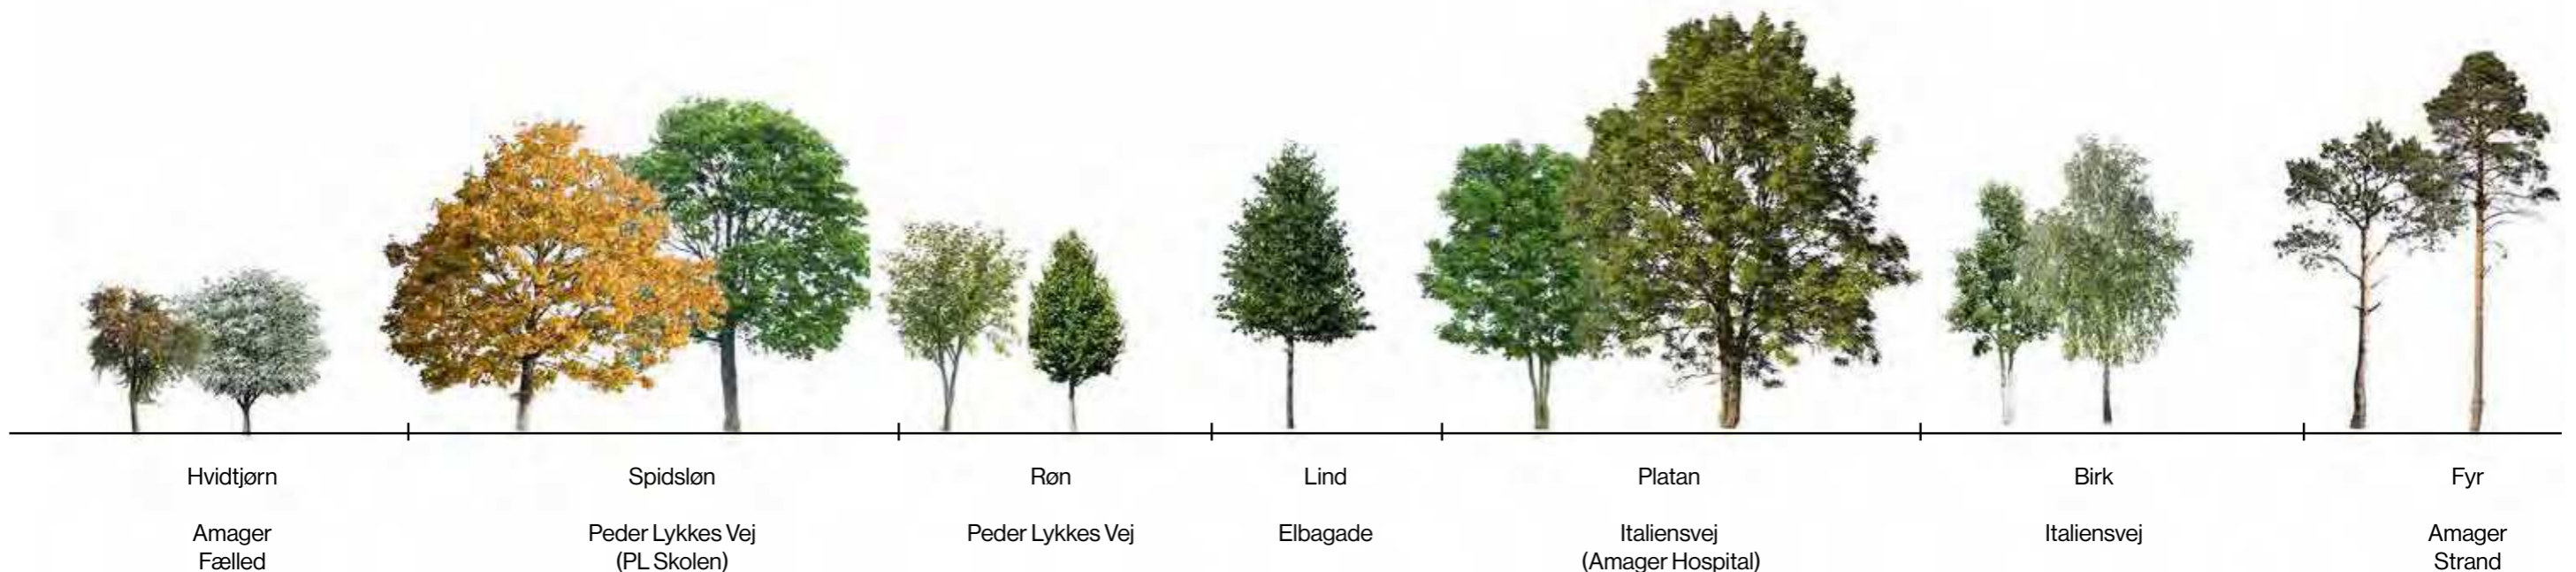 Hvidtjørn
Spidsløn
Røn
Lind
Platan
Birk
Fyr
Amager
Fælled
Peder Lykkes Vej
(PL Skolen)
Peder Lykkes Vej
Elbagade
Italiensvej
(Amager Hospital)
Italiensvej
Amager
Strand